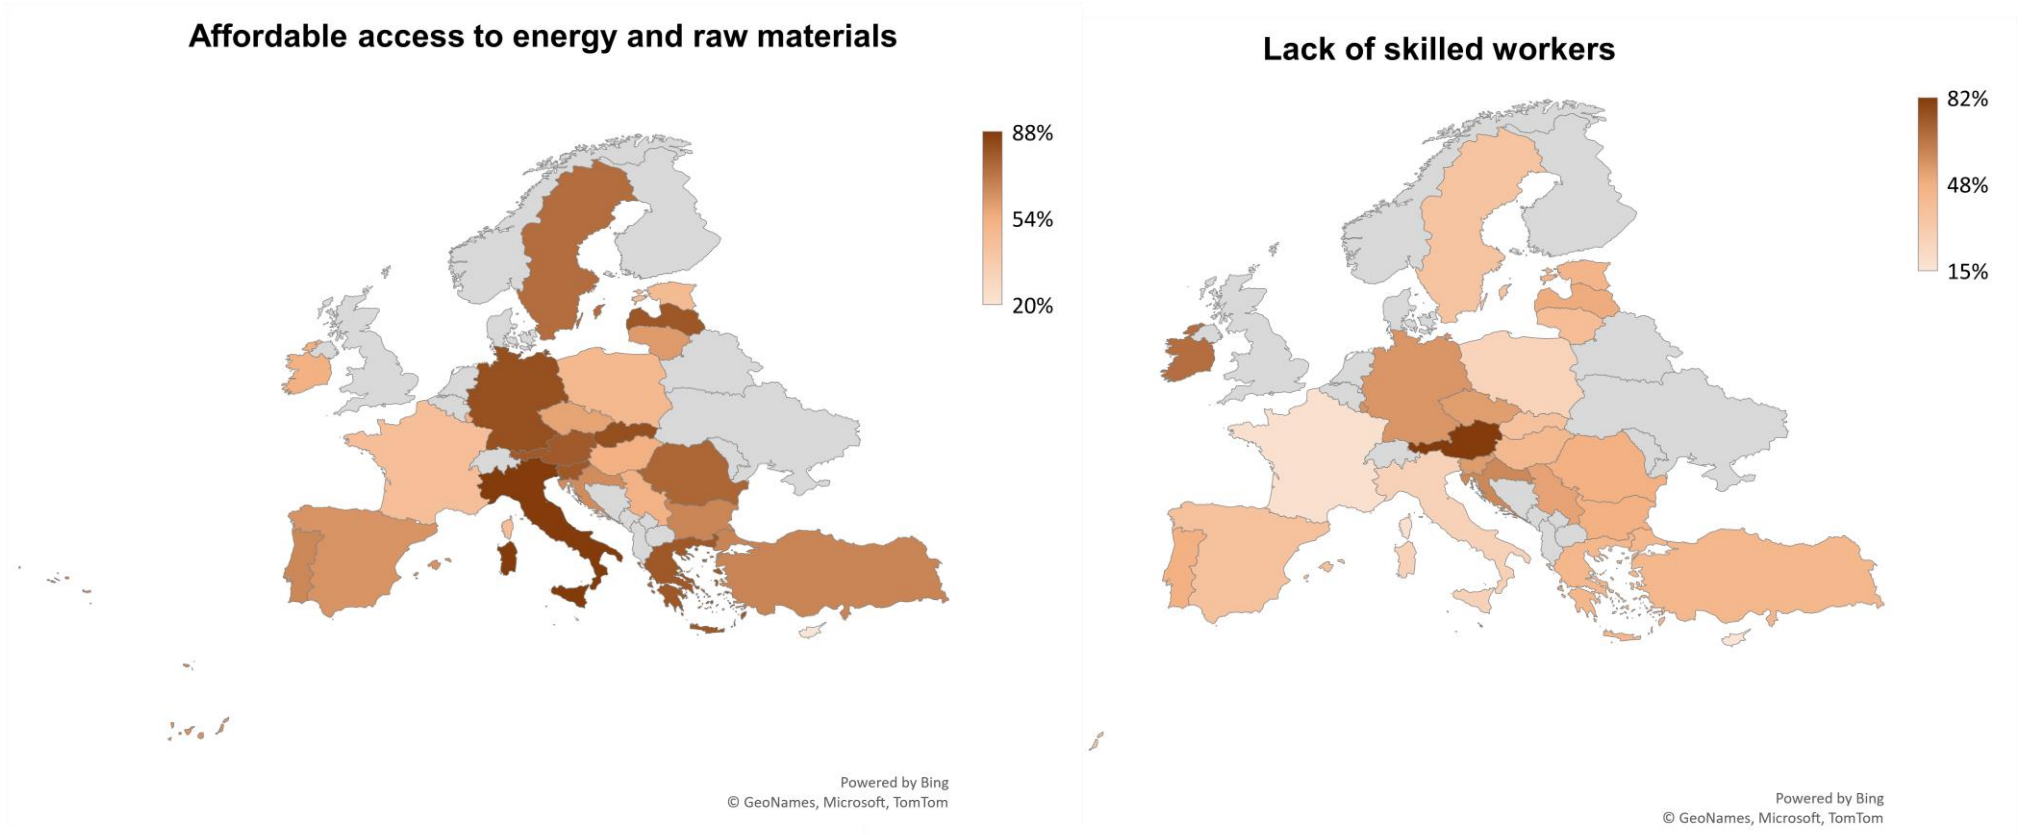 Affordable access to energy and raw materials
88%
54%
20%
Powered by Bing
© GeoNames, Microsoft, TomTom
Lack of skilled workers
82%
48%
15%
Powered by Bing
© GeoNames, Microsoft, TomTom